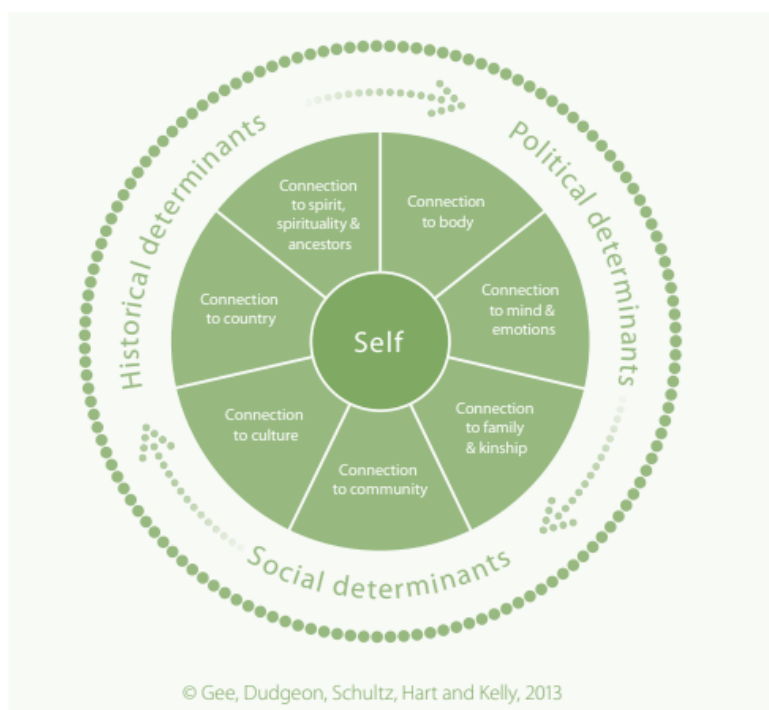 Historical determinants
Political determinants
Connection
to spirit,
spirituality &
ancestors
Connection
to body
Connection
to country
Connection
to mind &
emotions
Self
Connection
to culture
Connection
to family
& kinship
Connection
to community
Social determinants
© Gee, Dudgeon, Schultz, Hart and Kelly, 2013